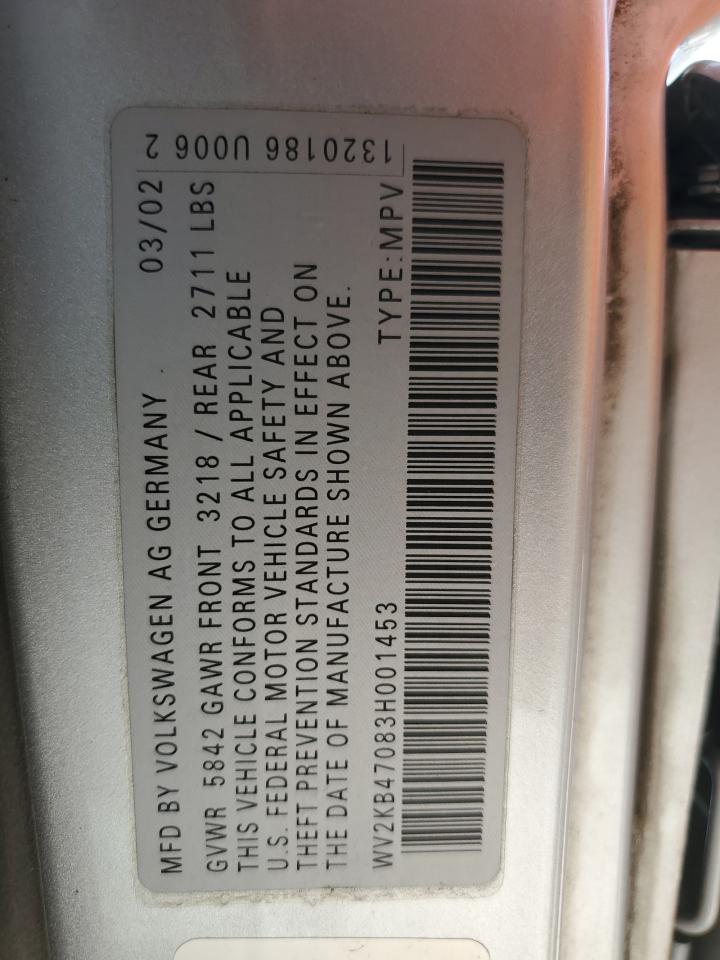 MFD BY VOLKSWAGEN AG GERMANY 03/02
GVWR 5842 GAWR FRONT 3218 / REAR 2711 LBS
THIS VEHICLE CONFORMS TO ALL APPLICABLE
U.S. FEDERAL MOTOR VEHICLE SAFETY AND
THEFT PREVENTION STANDARDS IN EFFECT ON
THE DATE OF MANUFACTURE SHOWN ABOVE.
WV2KB47083H001453 TYPE:MPV
1320186 U006 2